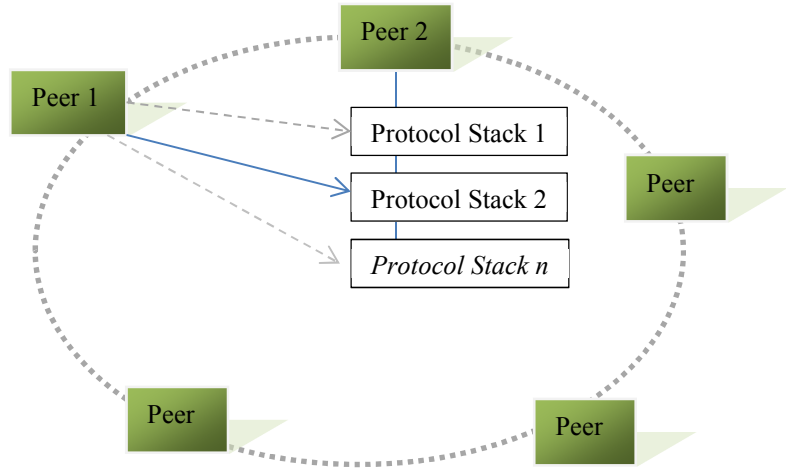 Peer 2
Peer 1
Protocol Stack 1
Protocol Stack 2
Peer
Protocol Stack n
Peer
Peer